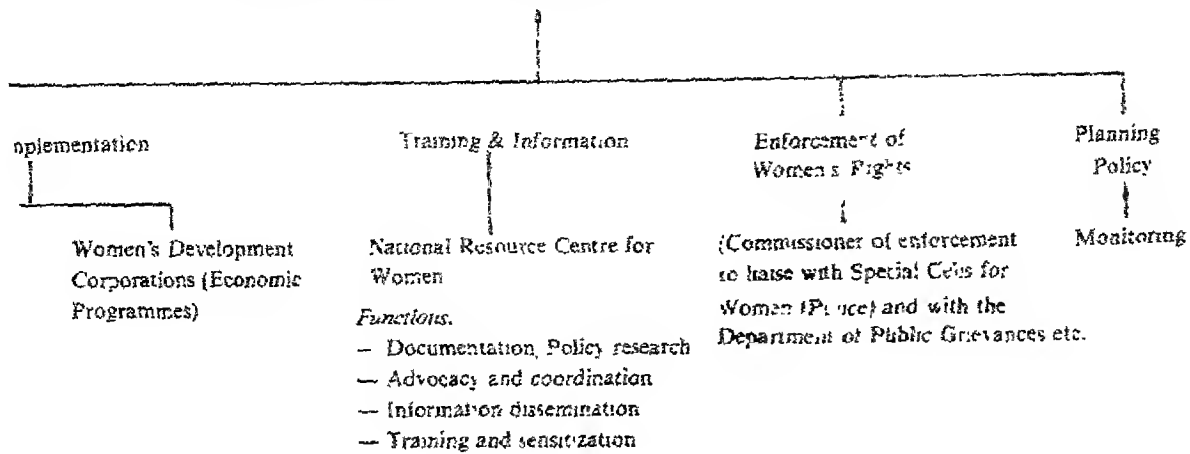 nplementation
Women's Development
Corporations (Economic
Programmes)
Training & Information
National Resource Centre for
Women
Functions.
— Documentation, Policy research
— Advocacy and coordination
— Information dissemination
— Training and sensitization
Enforcement of
Women's Rights
(Commissioner of enforcement
to liaise with Special Cells for
Women (Police) and with the
Department of Public Grievances etc.
Planning
Policy
Monitoring